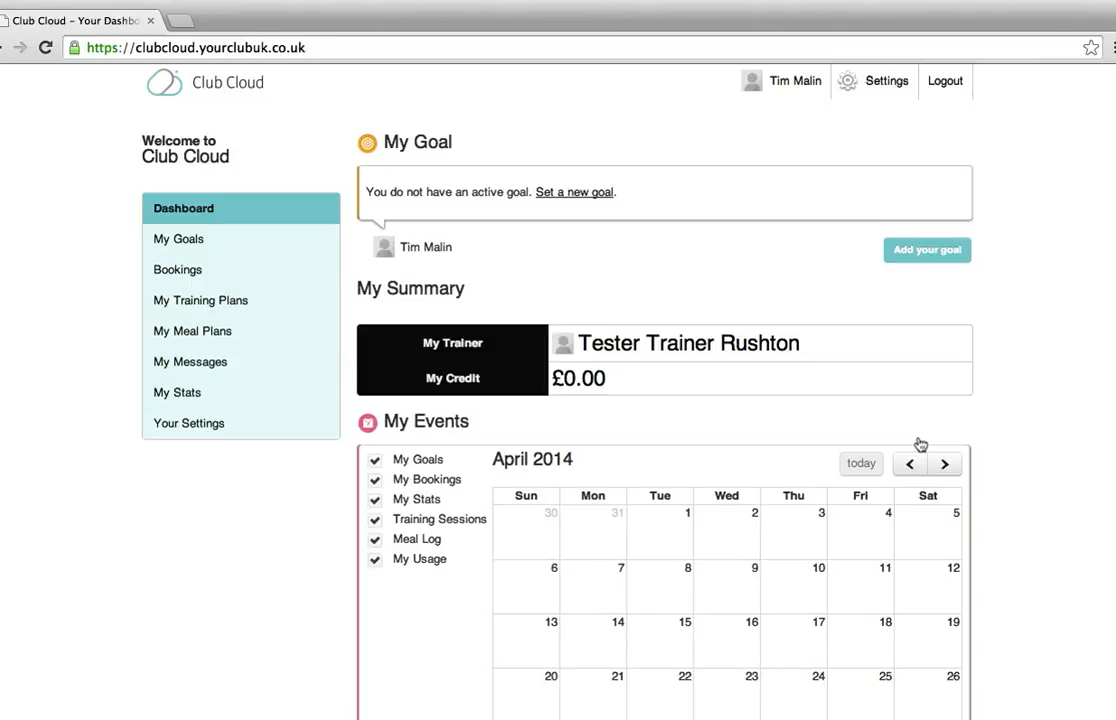 Club Cloud – Your Dashbo
https://clubcloud.yourclubuk.co.uk
Club Cloud
Tim Malin
Settings
Logout
Welcome to
Club Cloud
Dashboard
My Goals
Bookings
My Training Plans
My Meal Plans
My Messages
My Stats
Your Settings
My Goal
You do not have an active goal. Set a new goal.
Tim Malin
Add your goal
My Summary
My Trainer Tester Trainer Rushton
My Credit £0.00
My Events
My Goals
My Bookings
My Stats
Training Sessions
Meal Log
My Usage
April 2014
today < >
Sun Mon Tue Wed Thu Fri Sat
30 31 1 2 3 4 5
6 7 8 9 10 11 12
13 14 15 16 17 18 19
20 21 22 23 24 25 26